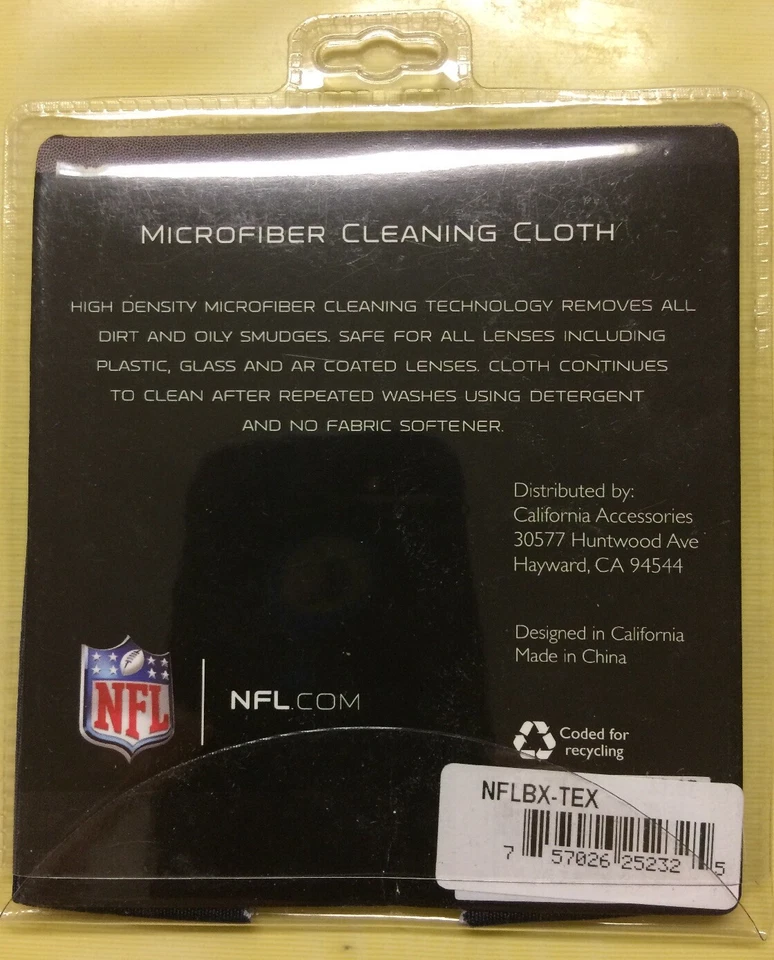 MICROFIBER CLEANING CLOTH
HIGH DENSITY MICROFIBER CLEANING TECHNOLOGY REMOVES ALL
DIRT AND OILY SMUDGES. SAFE FOR ALL LENSES INCLUDING
PLASTIC, GLASS AND AR COATED LENSES. CLOTH CONTINUES
TO CLEAN AFTER REPEATED WASHES USING DETERGENT
AND NO FABRIC SOFTENER.
Distributed by:
California Accessories
30577 Huntwood Ave
Hayward, CA 94544
Designed in California
Made in China
NFL
NFL.COM
Coded for
recycling
NFLBX-TEX
7 57026 25232 5